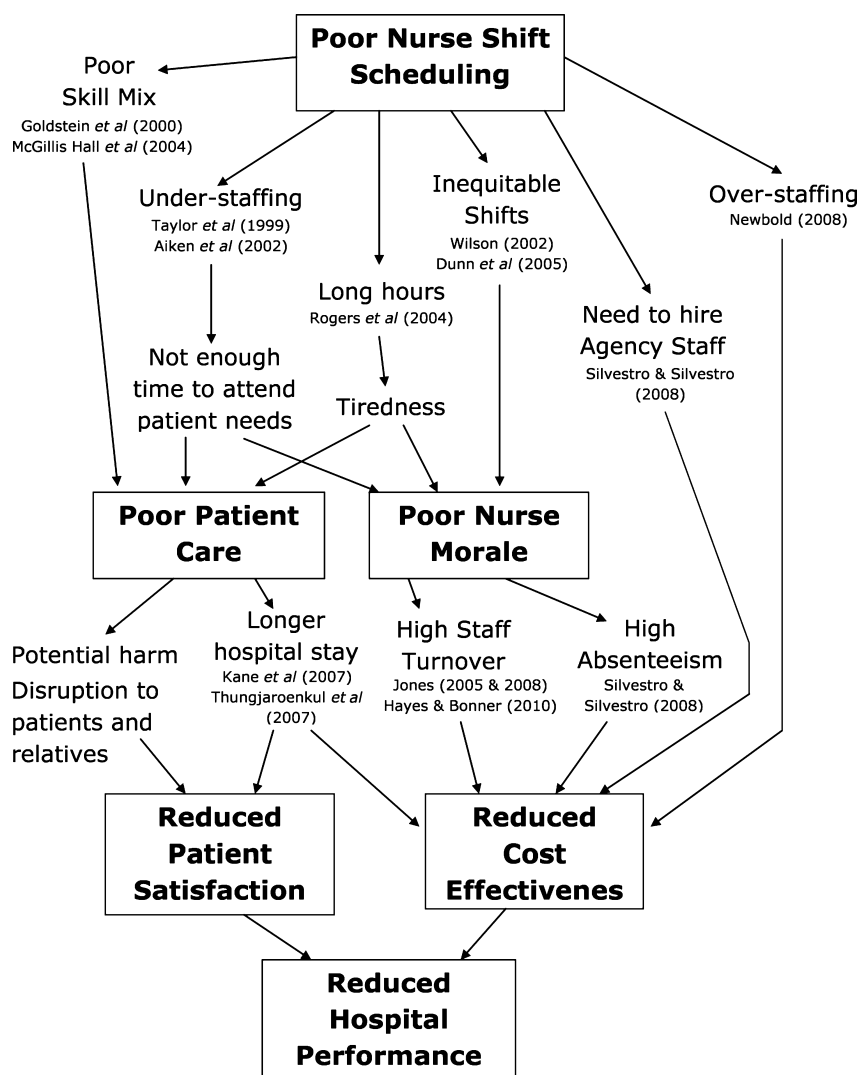 Poor Nurse Shift
Scheduling
Poor
Skill Mix
Goldstein et al (2000)
McGillis Hall et al (2004)
Under-staffing
Taylor et al (1999)
Aiken et al (2002)
Inequitable
Shifts
Wilson (2002)
Dunn et al (2005)
Over-staffing
Newbold (2008)
Long hours
Rogers et al (2004)
Need to hire
Agency Staff
Silvestro & Silvestro
(2008)
Not enough
time to attend
patient needs
Tiredness
Poor Patient
Care
Poor Nurse
Morale
Potential harm
Disruption to
patients and
relatives
Longer
hospital stay
Kane et al (2007)
Thungjaroenkul et al
(2007)
High Staff
Turnover
Jones (2005 & 2008)
Hayes & Bonner (2010)
High
Absenteeism
Silvestro &
Silvestro (2008)
Reduced
Patient
Satisfaction
Reduced
Cost
Effectivenes
Reduced
Hospital
Performance